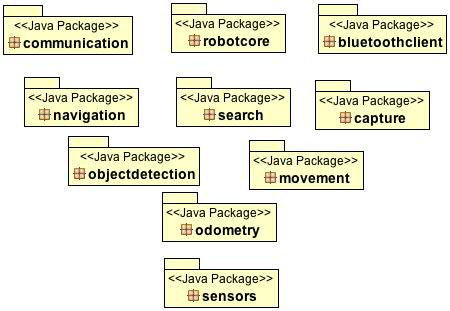 <<Java Package>>
communication
<<Java Package>>
robotcore
<<Java Package>>
bluetoothclient
<<Java Package>>
navigation
<<Java Package>>
search
<<Java Package>>
capture
<<Java Package>>
objectdetection
<<Java Package>>
movement
<<Java Package>>
odometry
<<Java Package>>
sensors